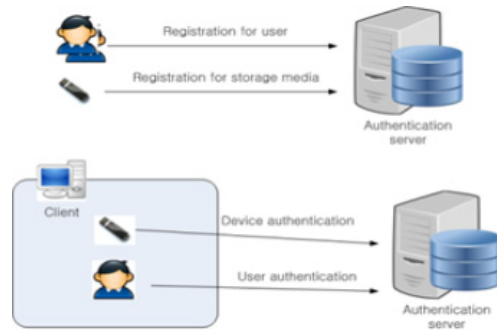 Registration for user
Registration for storage media
Authentication
server
Client
Device authentication
User authentication
Authentication
server